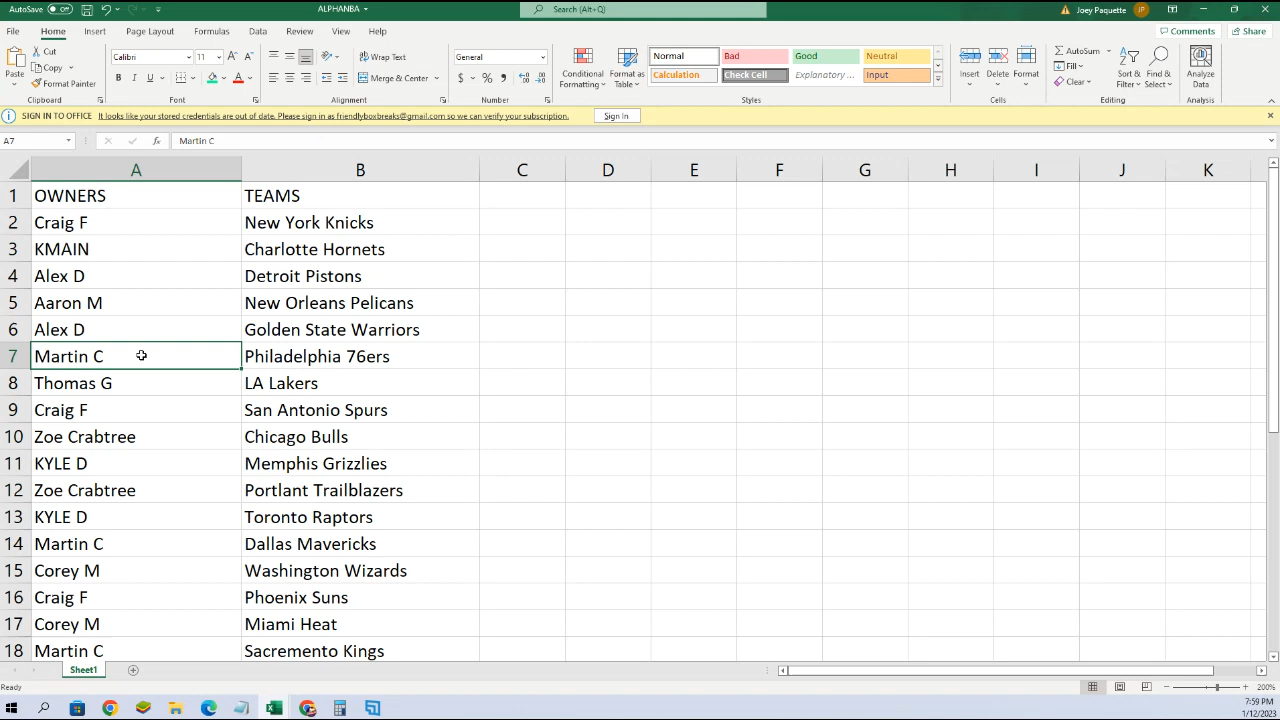 AutoSave Off ALPHANBA Search (Alt+Q) Joey Paquette JP
File Home Insert Page Layout Formulas Data Review View Help Comments Share
Paste Cut Copy Format Painter Clipboard
Calibri 11 Font
Wrap Text Merge & Center Alignment
General Number
Conditional Formatting Format as Table
Normal Bad Good Neutral
Calculation Check Cell Explanatory ... Input
Styles
Insert Delete Format Cells
AutoSum Fill Clear Sort & Filter Find & Select Editing
Analyze Data Analysis
SIGN IN TO OFFICE It looks like your stored credentials are out of date. Please sign in as friendlyboxbreaks@gmail.com so we can verify your subscription. Sign In
A7 fx Martin C
A B C D E F G H I J K
1 OWNERS TEAMS
2 Craig F New York Knicks
3 KMAIN Charlotte Hornets
4 Alex D Detroit Pistons
5 Aaron M New Orleans Pelicans
6 Alex D Golden State Warriors
7 Martin C Philadelphia 76ers
8 Thomas G LA Lakers
9 Craig F San Antonio Spurs
10 Zoe Crabtree Chicago Bulls
11 KYLE D Memphis Grizzlies
12 Zoe Crabtree Portlant Trailblazers
13 KYLE D Toronto Raptors
14 Martin C Dallas Mavericks
15 Corey M Washington Wizards
16 Craig F Phoenix Suns
17 Corey M Miami Heat
18 Martin C Sacremento Kings
Sheet1
Ready 200%
7:59 PM
1/12/2023